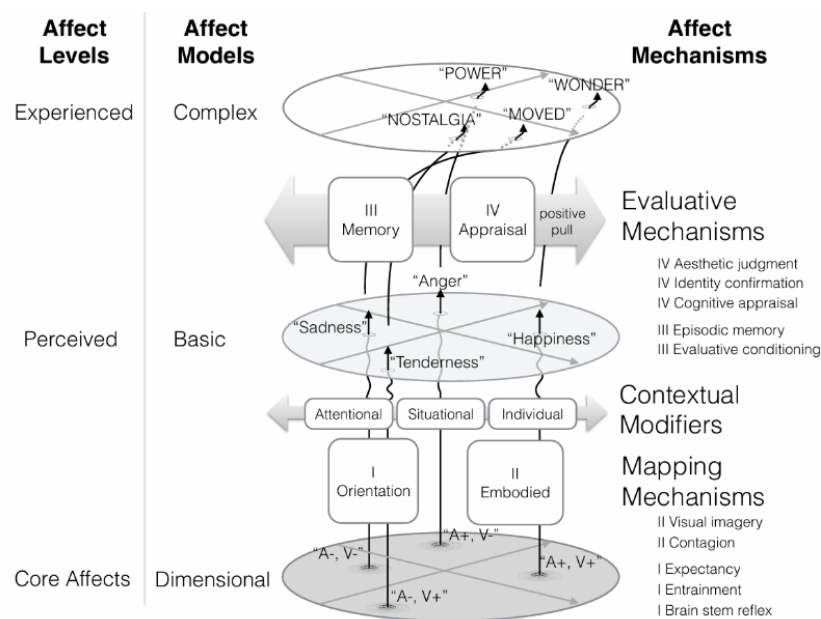 Affect
Levels
Affect
Models
Affect
Mechanisms
Experienced
Complex
“POWER”
“WONDER”
“NOSTALGIA”
“MOVED”
III
Memory
IV
Appraisal
positive
pull
Evaluative
Mechanisms
IV Aesthetic judgment
IV Identity confirmation
IV Cognitive appraisal
III Episodic memory
III Evaluative conditioning
Perceived
Basic
“Anger”
“Sadness”
“Happiness”
“Tenderness”
Attentional
Situational
Individual
Contextual
Modifiers
I
Orientation
II
Embodied
Mapping
Mechanisms
II Visual imagery
II Contagion
I Expectancy
I Entrainment
I Brain stem reflex
Core Affects
Dimensional
“A-, V-”
“A+, V-”
“A+, V+”
“A-, V+”